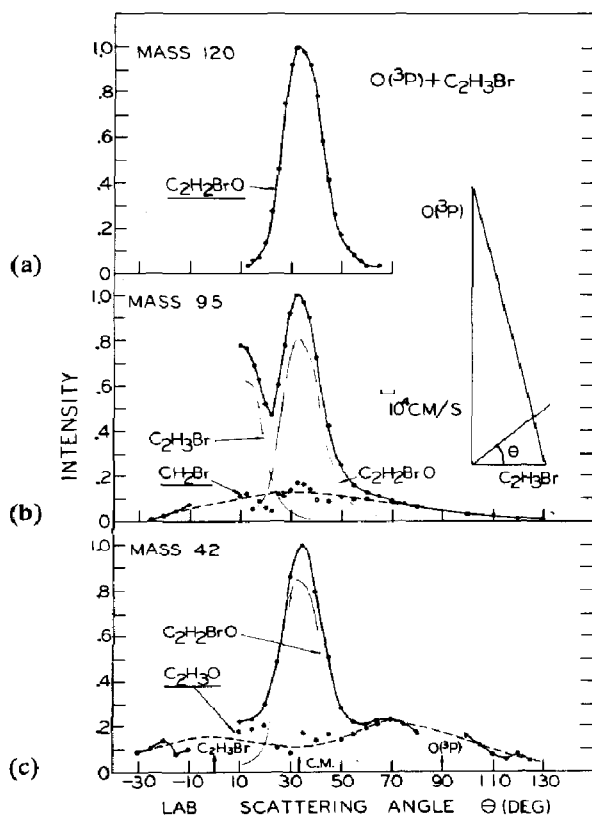 MASS 120
O(³P) + C₂H₃Br
C₂H₂BrO
1.0
.8
.6
.4
.2
0
(a)
O(³P)
C₂H₃Br
θ
10⁴ CM/S
MASS 95
C₂H₃Br
CH₂Br
C₂H₂BrO
1.0
.8
.6
.4
.2
0
(b)
INTENSITY
MASS 42
C₂H₂BrO
C₂H₃O
C₂H₃Br
C.M.
O(³P)
1.0
.8
.6
.4
.2
0
(c)
-30 -10 10 30 50 70 90 110 130
LAB SCATTERING ANGLE Θ (DEG)